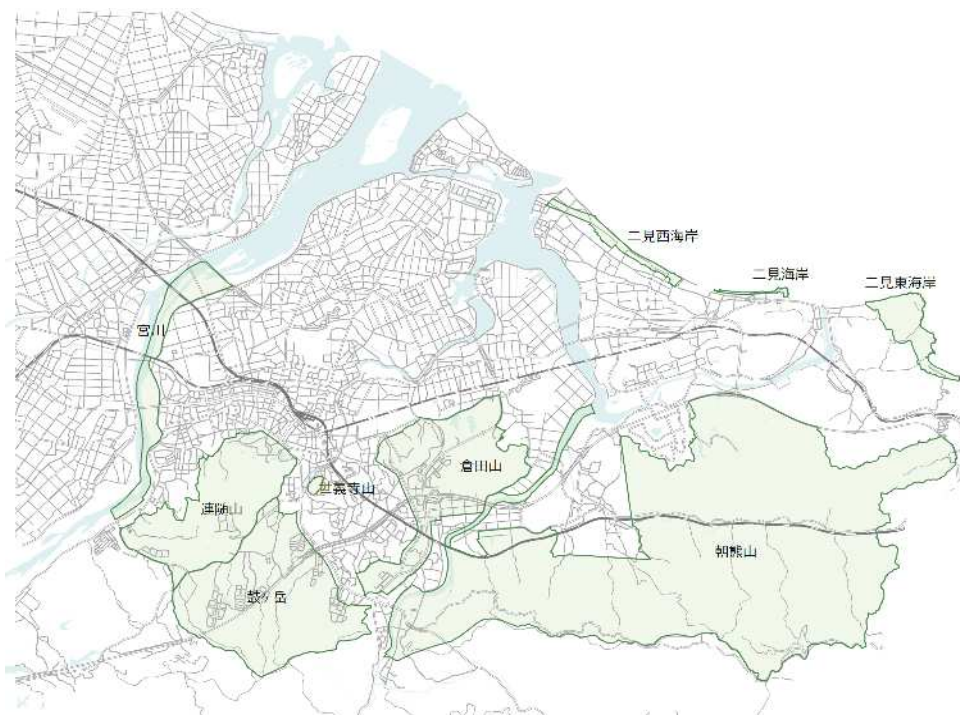 二見西海岸
二見海岸
二見東海岸
宮川
倉田山
世義寺山
連随山
朝熊山
鼓ヶ岳